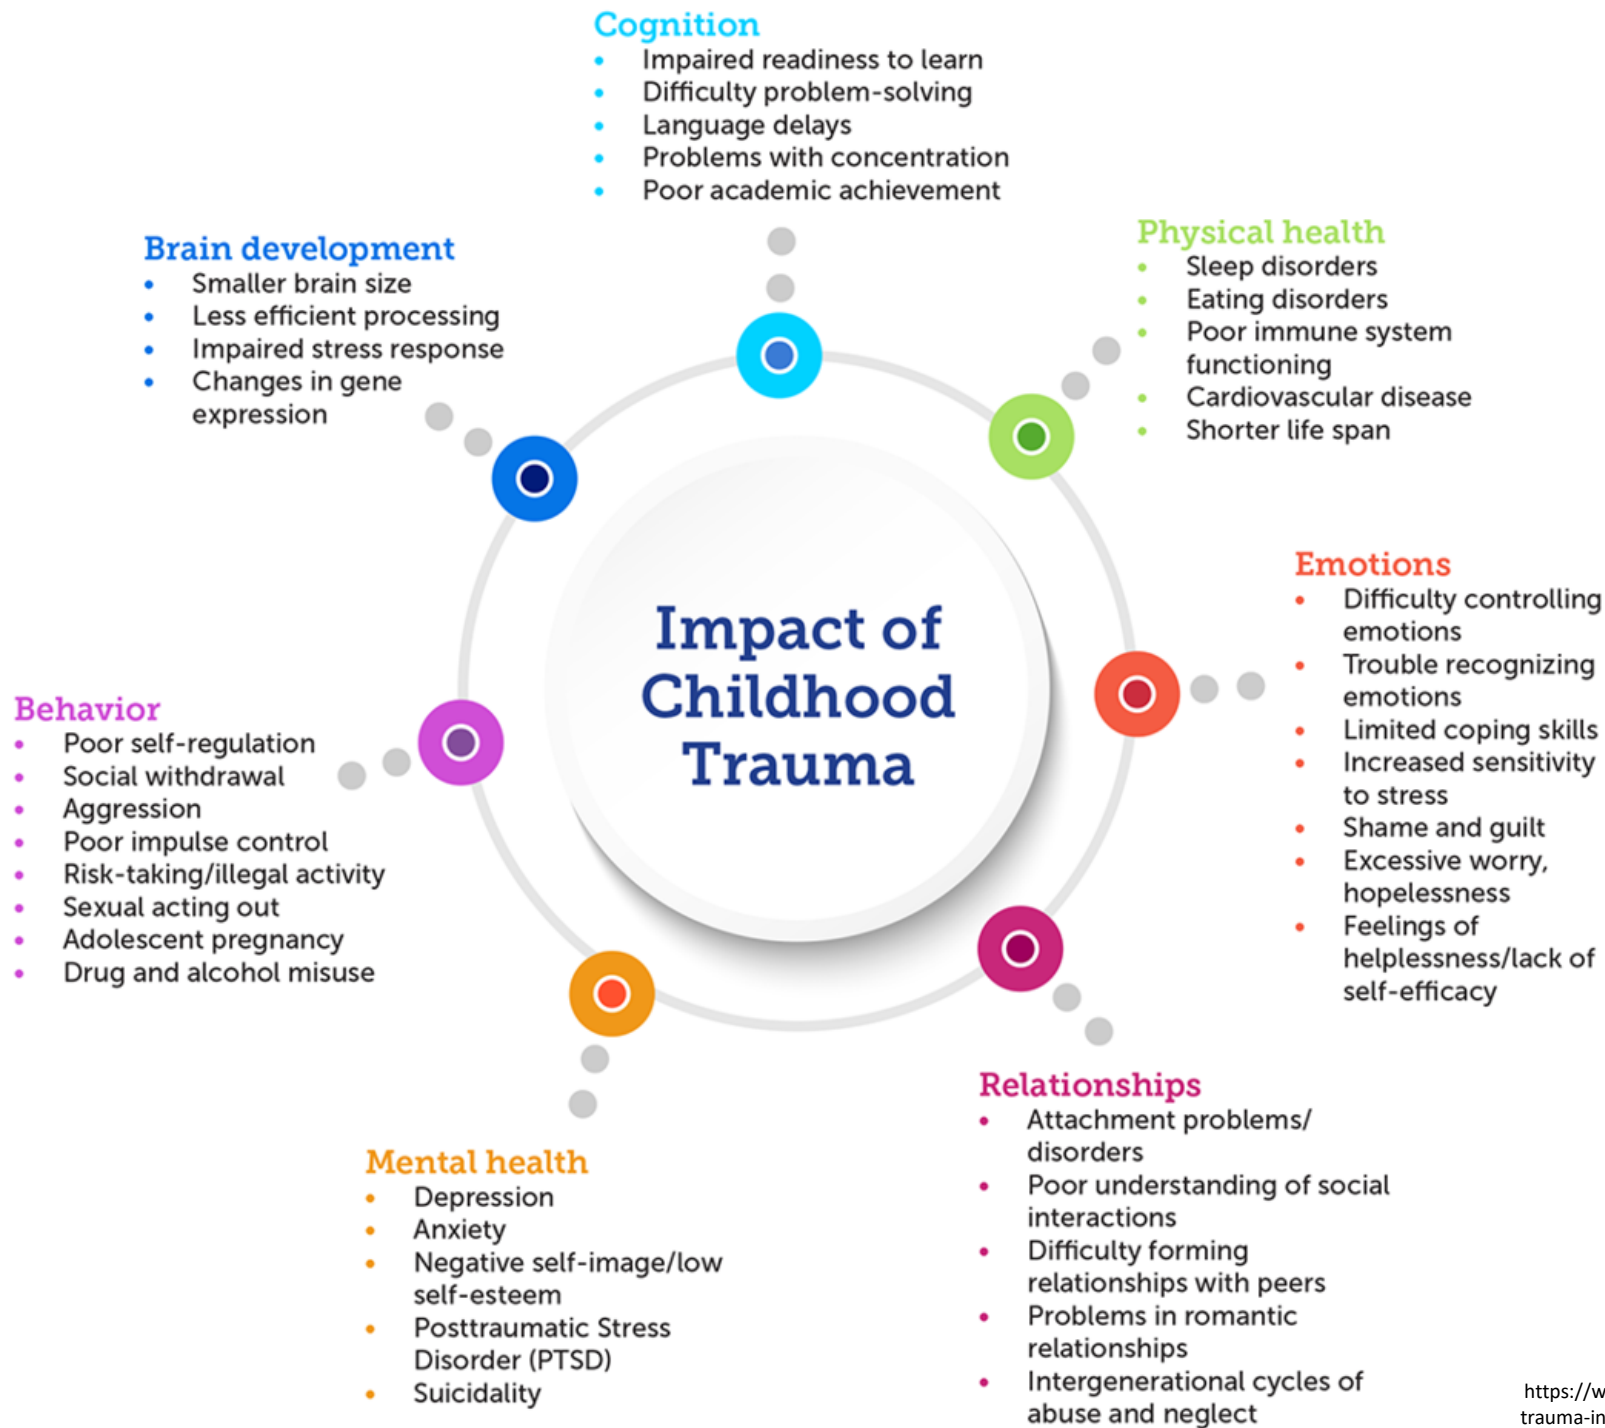 Cognition
• Impaired readiness to learn
• Difficulty problem-solving
• Language delays
• Problems with concentration
• Poor academic achievement
Physical health
• Sleep disorders
• Eating disorders
• Poor immune system
functioning
• Cardiovascular disease
• Shorter life span
Brain development
• Smaller brain size
• Less efficient processing
• Impaired stress response
• Changes in gene
expression
Impact of
Childhood
Trauma
Emotions
• Difficulty controlling
emotions
• Trouble recognizing
emotions
• Limited coping skills
• Increased sensitivity
to stress
• Shame and guilt
• Excessive worry,
hopelessness
• Feelings of
helplessness/lack of
self-efficacy
Behavior
• Poor self-regulation
• Social withdrawal
• Aggression
• Poor impulse control
• Risk-taking/illegal activity
• Sexual acting out
• Adolescent pregnancy
• Drug and alcohol misuse
Relationships
• Attachment problems/
disorders
• Poor understanding of social
interactions
• Difficulty forming
relationships with peers
• Problems in romantic
relationships
• Intergenerational cycles of
abuse and neglect
Mental health
• Depression
• Anxiety
• Negative self-image/low
self-esteem
• Posttraumatic Stress
Disorder (PTSD)
• Suicidality
https://w
trauma-in